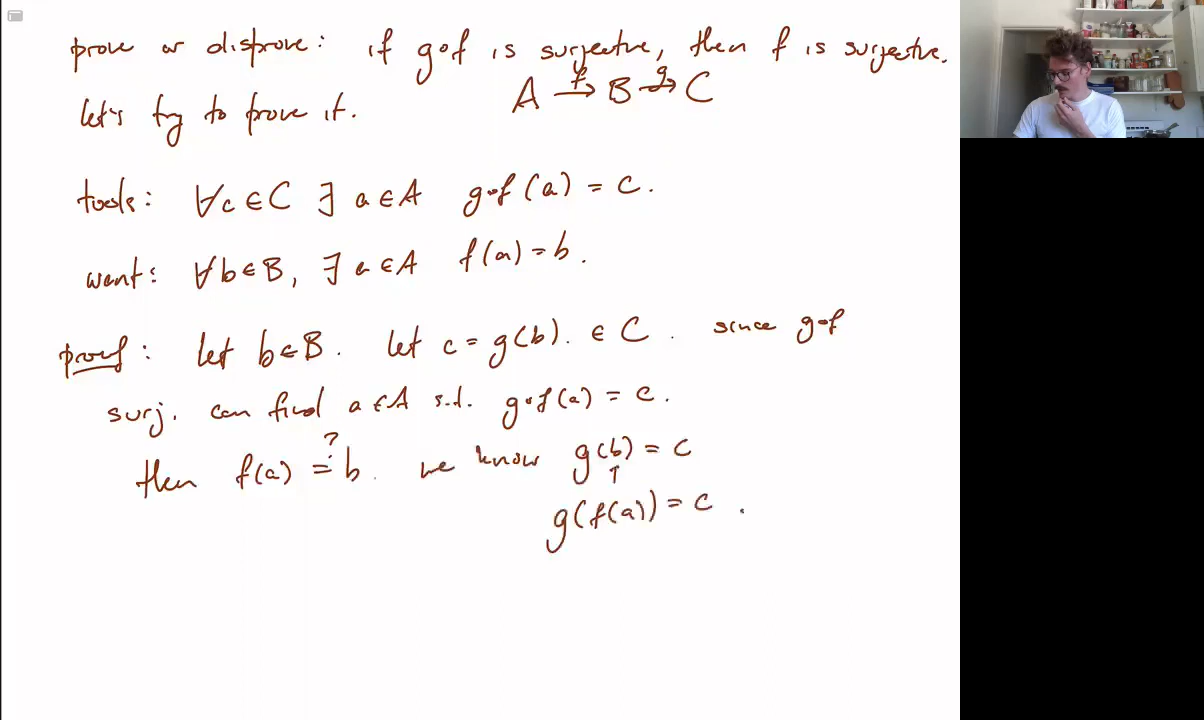 prove or disprove: if g∘f is surjective, then f is surjective.
A f→ B g→ C
let's try to prove it.
tools: ∀c∈C ∃ a∈A g∘f(a) = c.
want: ∀b∈B, ∃ a∈A f(a) = b.
proof: let b∈B. let c = g(b). ∈ C. since g∘f
surj. can find a∈A s.t. g∘f(a) = c.
?
then f(a) = b. we know g(b) = c
↑
g(f(a)) = c.